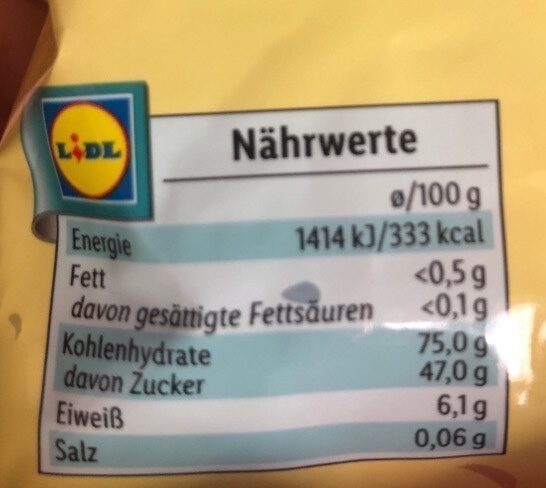 LIDL
Nährwerte
ø/100 g
Energie 1414 kJ/333 kcal
Fett <0,5 g
davon gesättigte Fettsäuren <0,1 g
Kohlenhydrate 75,0 g
davon Zucker 47,0 g
Eiweiß 6,1 g
Salz 0,06 g